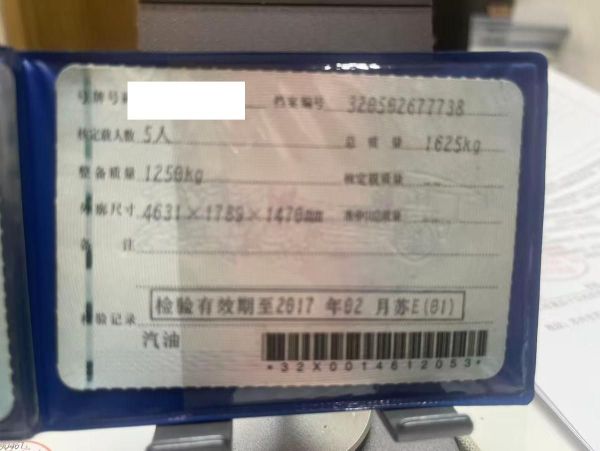 号牌号码 档案编号 320502677738
核定载人数 5人 总质量 1625kg
整备质量 1250kg 核定载质量 --
外廓尺寸 4631×1789×1470mm 准牵引总质量 --
备注
检验记录 检验有效期至2017年02月苏E(01)
汽油
*32X0014612053*